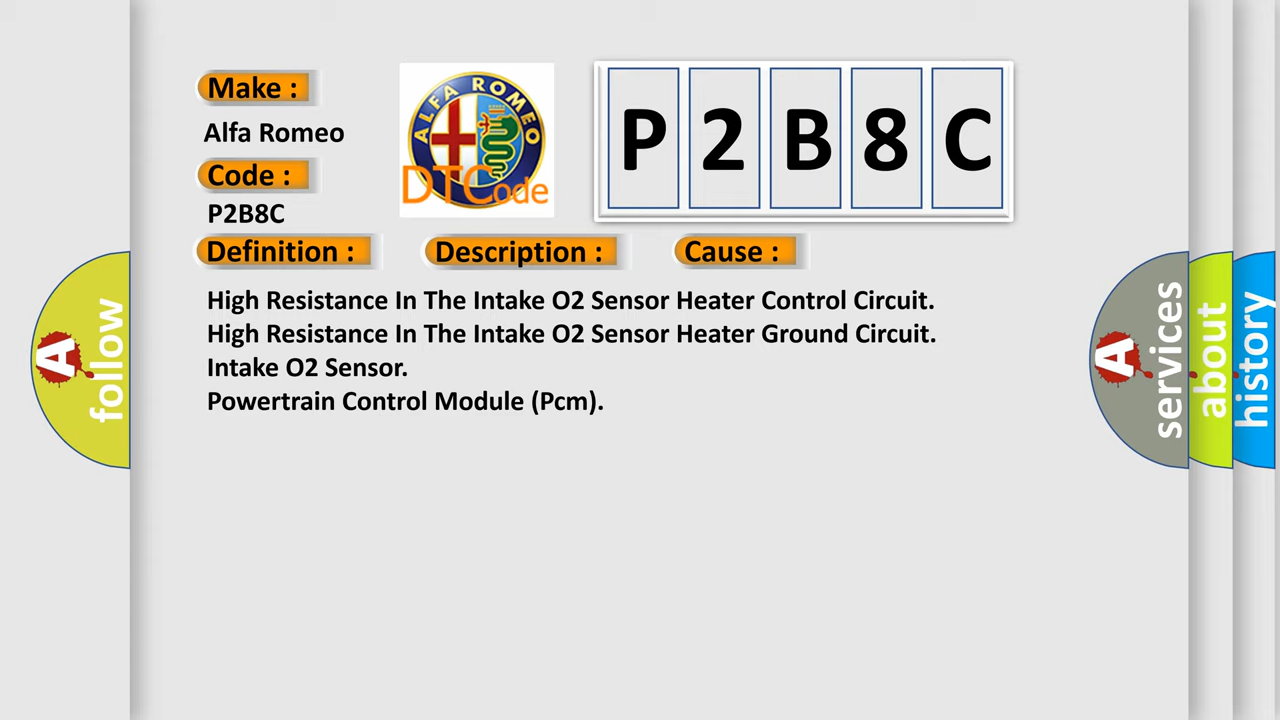 Make :
Alfa Romeo
Code :
P2B8C
ALFA ROMEO
DTCode
P 2 B 8 C
Definition :
Description :
Cause :
High Resistance In The Intake O2 Sensor Heater Control Circuit.
High Resistance In The Intake O2 Sensor Heater Ground Circuit.
Intake O2 Sensor.
Powertrain Control Module (Pcm).
A follow
A services
about
history